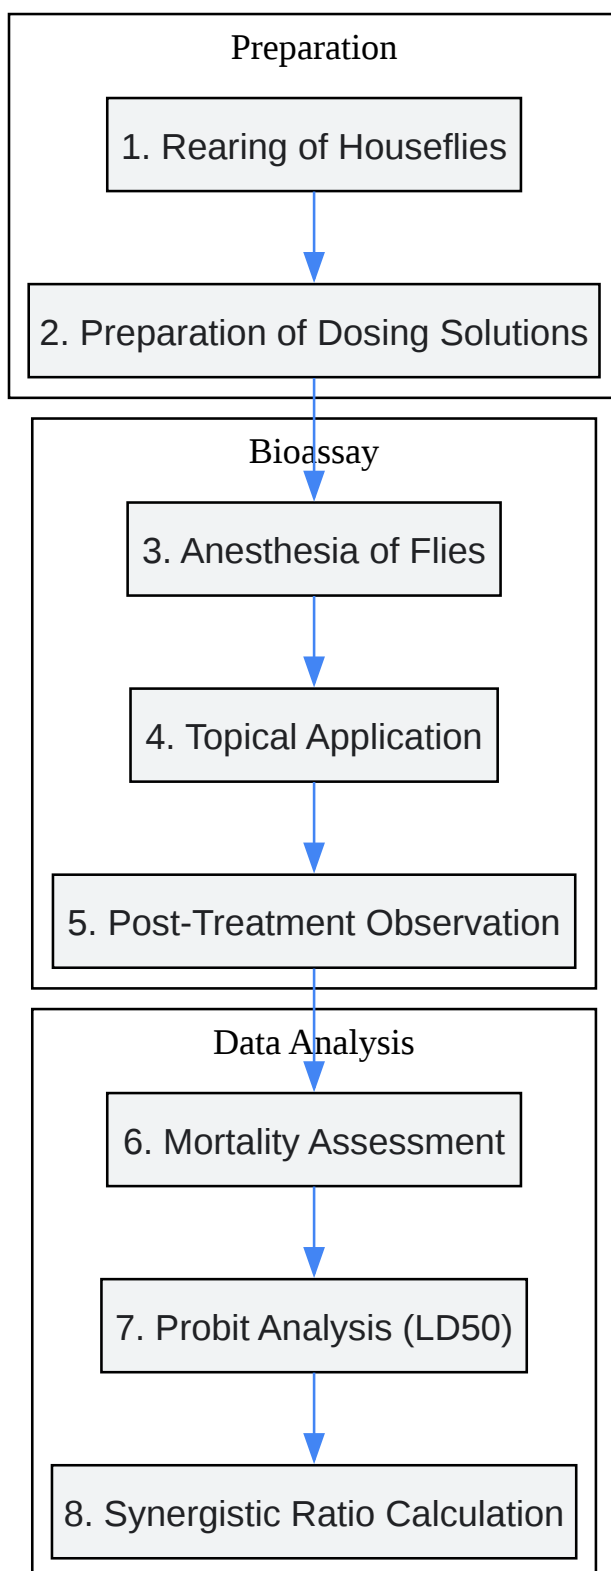 Preparation
1. Rearing of Houseflies
2. Preparation of Dosing Solutions
Bioassay
3. Anesthesia of Flies
4. Topical Application
5. Post-Treatment Observation
Data Analysis
6. Mortality Assessment
7. Probit Analysis (LD50)
8. Synergistic Ratio Calculation